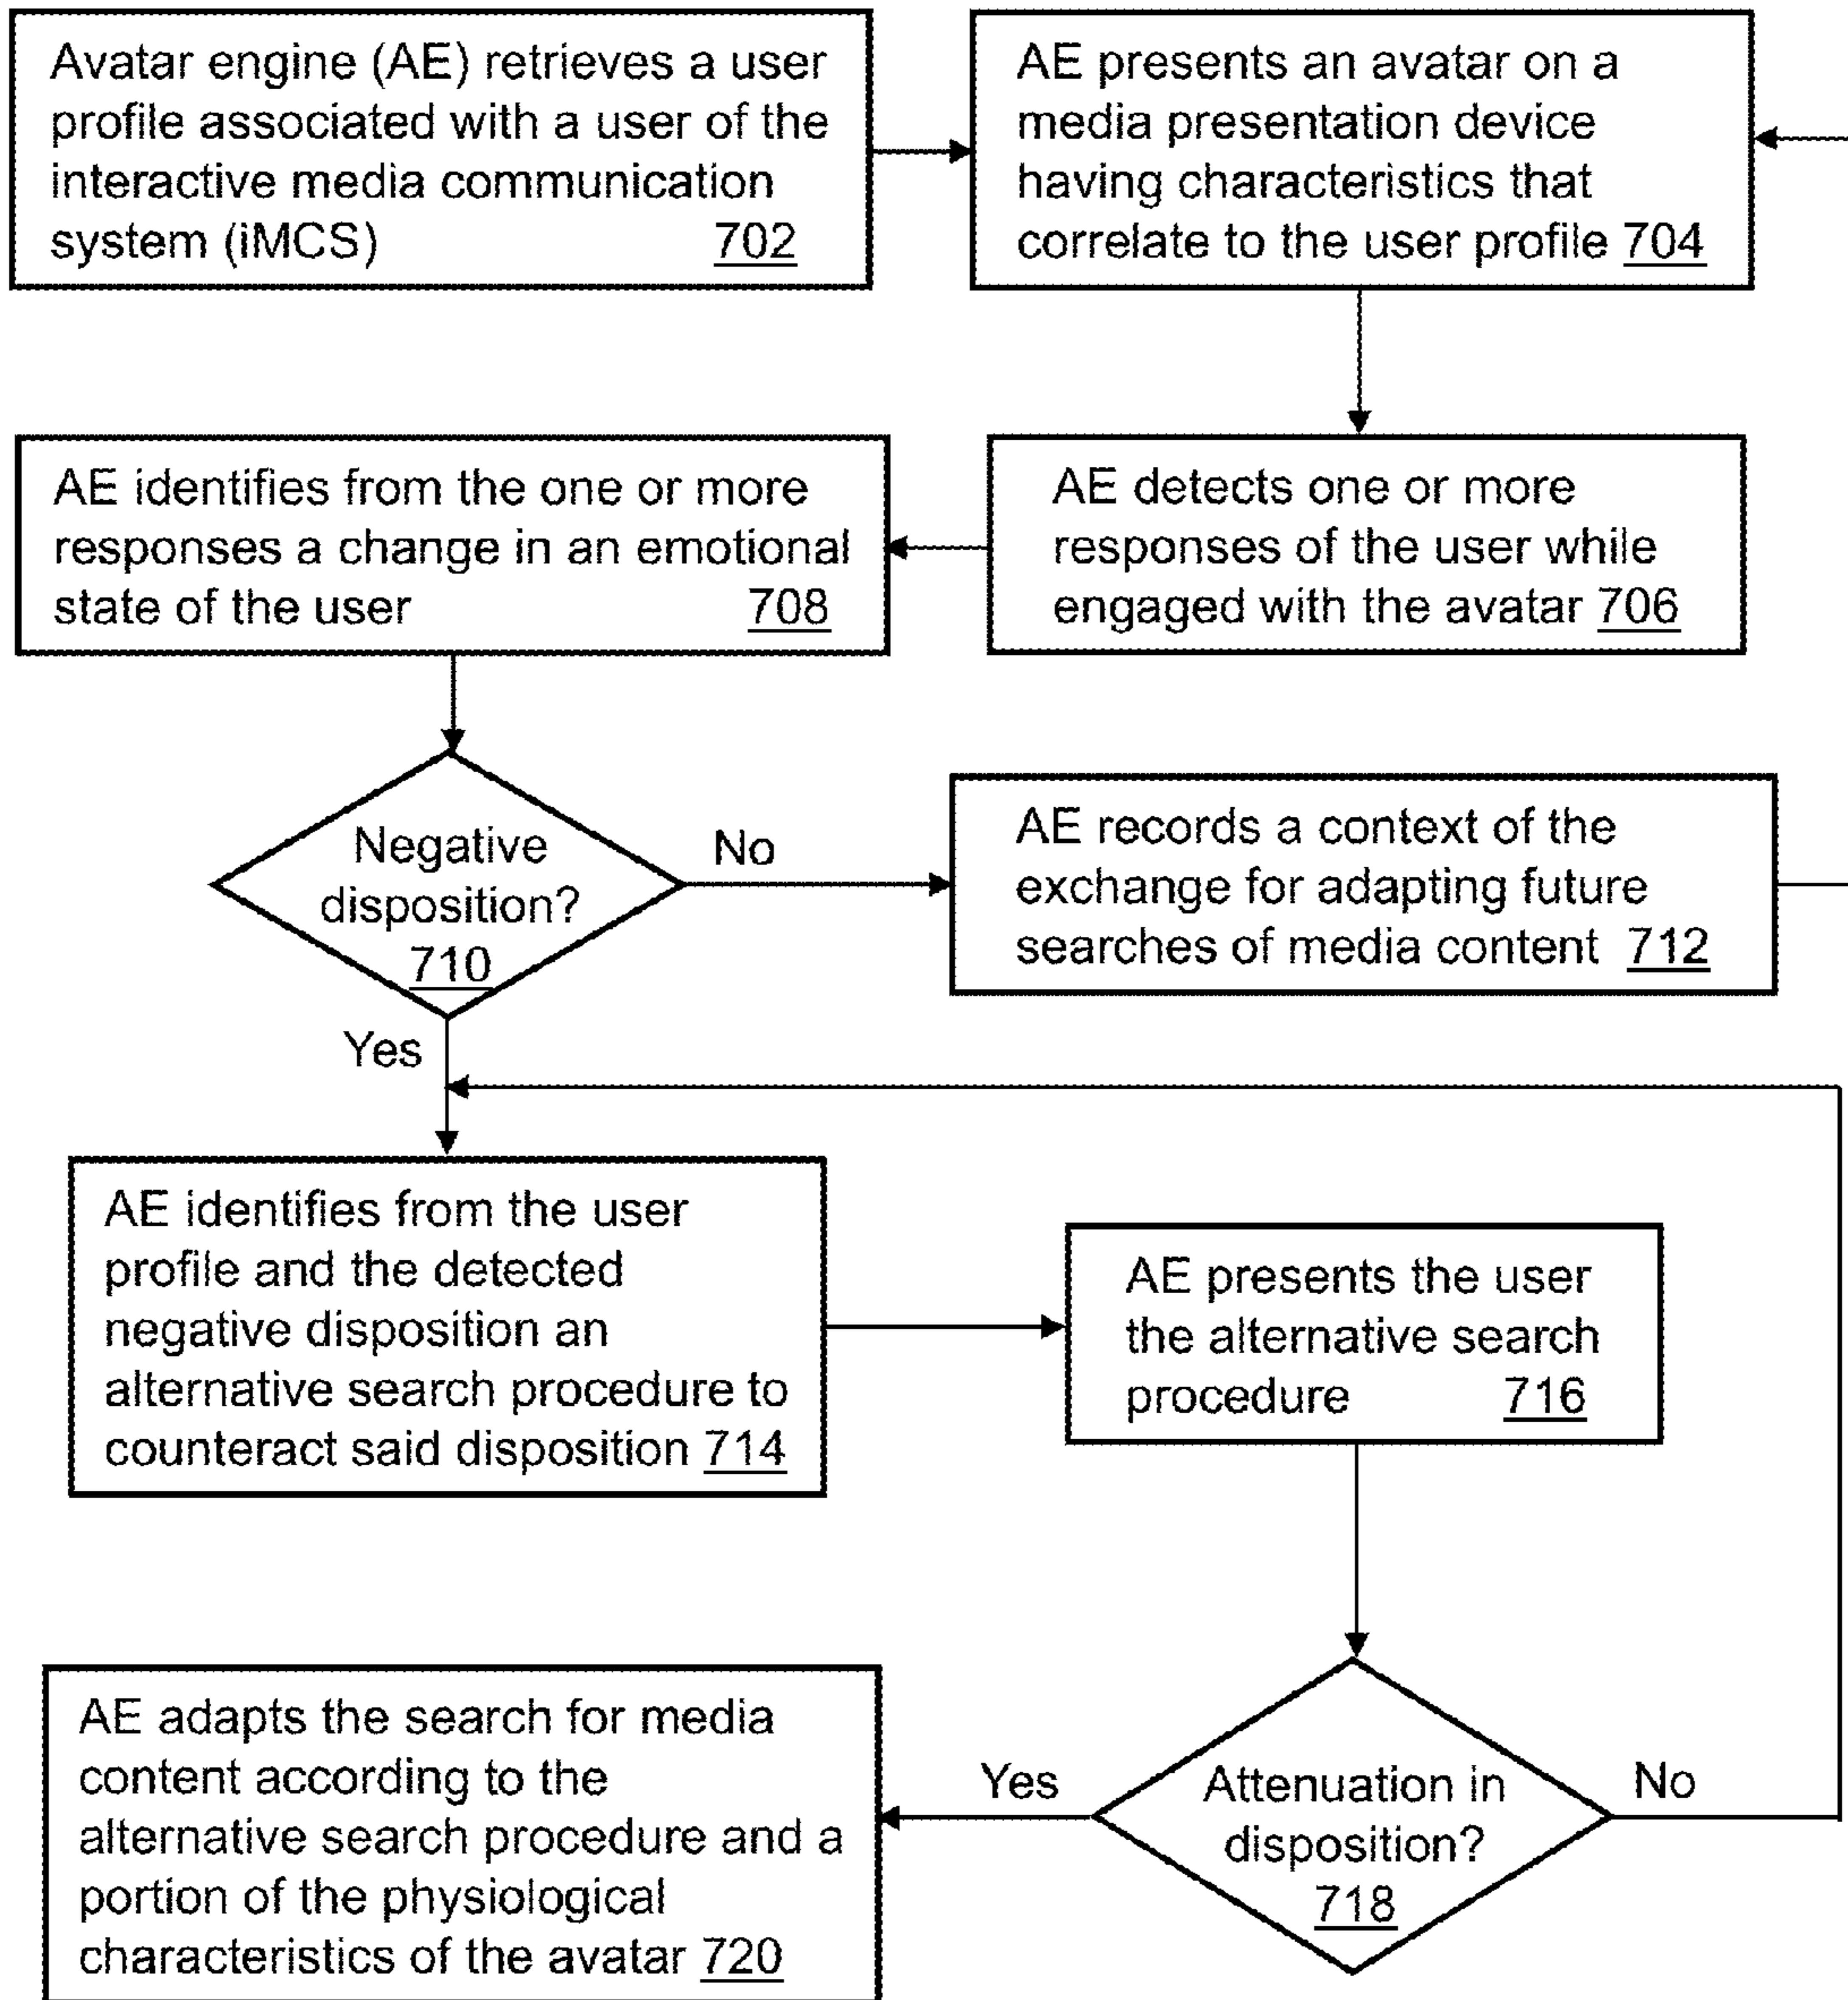 Avatar engine (AE) retrieves a user
profile associated with a user of the
interactive media communication
system (iMCS) 702
AE presents an avatar on a
media presentation device
having characteristics that
correlate to the user profile 704
AE detects one or more
responses of the user while
engaged with the avatar 706
AE identifies from the one or more
responses a change in an emotional
state of the user 708
Negative
disposition?
710
No
AE records a context of the
exchange for adapting future
searches of media content 712
Yes
AE identifies from the user
profile and the detected
negative disposition an
alternative search procedure to
counteract said disposition 714
AE presents the user
the alternative search
procedure 716
Attenuation in
disposition?
718
No
Yes
AE adapts the search for media
content according to the
alternative search procedure and a
portion of the physiological
characteristics of the avatar 720